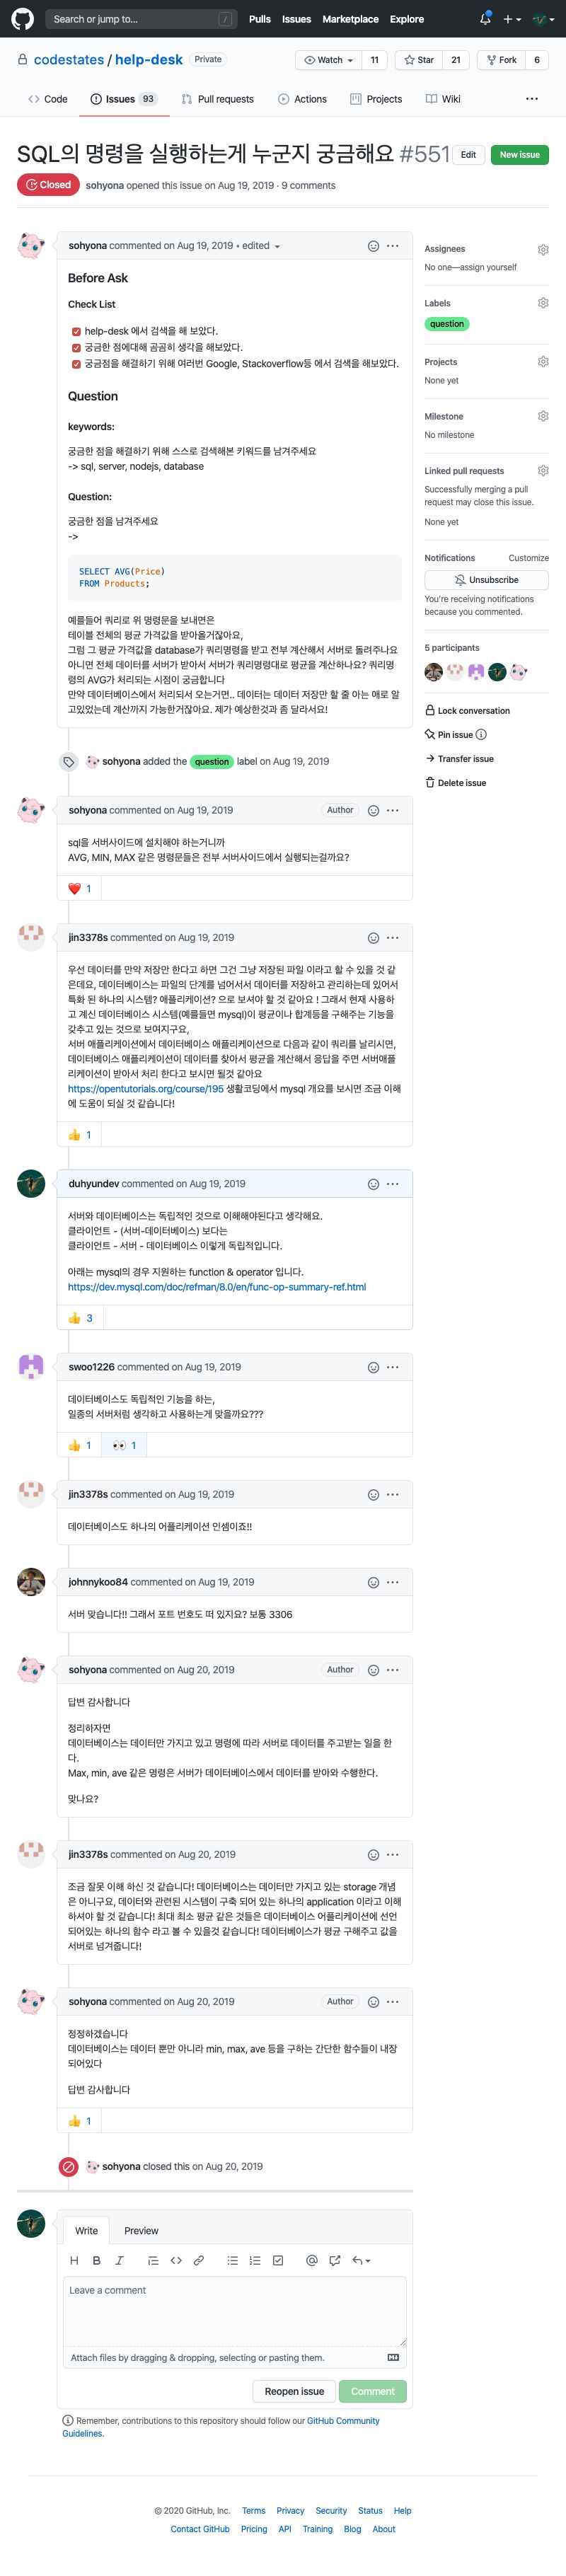 Search or jump to...
/
Pulls Issues Marketplace Explore
codestates / help-desk Private
Watch 11 Star 21 Fork 6
Code Issues 93 Pull requests Actions Projects Wiki ...
SQL의 명령을 실행하는게 누군지 궁금해요 #551
Edit New issue
Closed sohyona opened this issue on Aug 19, 2019 · 9 comments
sohyona commented on Aug 19, 2019 • edited
Before Ask
Check List
help-desk 에서 검색을 해 보았다.
궁금한 점에대해 곰곰히 생각을 해보았다.
궁금점을 해결하기 위해 여러번 Google, Stackoverflow등 에서 검색을 해보았다.
Question
keywords:
궁금한 점을 해결하기 위해 스스로 검색해본 키워드를 남겨주세요
-> sql, server, nodejs, database
Question:
궁금한 점을 남겨주세요
->
SELECT AVG(Price)
FROM Products;
예를들어 쿼리로 위 명령문을 보내면은
테이블 전체의 평균 가격값을 받아올거잖아요,
그럼 그 평균 가격값을 database가 쿼리명령을 받고 전부 계산해서 서버로 돌려주나요
아니면 전체 데이터를 서버가 받아서 서버가 쿼리명령대로 평균을 계산하나요? 쿼리명
령의 AVG가 처리되는 시점이 궁금합니다
만약 데이터베이스에서 처리되서 오는거면.. 데이터는 데이터 저장만 할 줄 아는 애로 알
고있었는데 계산까지 가능한거잖아요. 제가 예상한것과 좀 달라서요!
sohyona added the question label on Aug 19, 2019
sohyona commented on Aug 19, 2019 Author
sql을 서버사이드에 설치해야 하는거니까
AVG, MIN, MAX 같은 명령문들은 전부 서버사이드에서 실행되는걸까요?
❤️ 1
jin3378s commented on Aug 19, 2019
우선 데이터를 만약 저장만 한다고 하면 그건 그냥 저장된 파일 이라고 할 수 있을 것 같
은데요, 데이터베이스는 파일의 단계를 넘어서서 데이터를 저장하고 관리하는데 있어서
특화 된 하나의 시스템? 애플리케이션? 으로 보셔야 할 것 같아요 ! 그래서 현재 사용하
고 계신 데이터베이스 시스템(예를들면 mysql)이 평균이나 합계등을 구해주는 기능을
갖추고 있는 것으로 보여지구요,
서버 애플리케이션에서 데이터베이스 애플리케이션으로 다음과 같이 쿼리를 날리시면,
데이터베이스 애플리케이션이 데이터를 찾아서 평균을 계산해서 응답을 주면 서버애플
리케이션이 받아서 처리 한다고 보시면 될것 같아요
https://opentutorials.org/course/195 생활코딩에서 mysql 개요를 보시면 조금 이해
에 도움이 되실 것 같습니다!
👍 1
duhyundev commented on Aug 19, 2019
서버와 데이터베이스는 독립적인 것으로 이해해야된다고 생각해요.
클라이언트 - (서버-데이터베이스) 보다는
클라이언트 - 서버 - 데이터베이스 이렇게 독립적입니다.
아래는 mysql의 경우 지원하는 function & operator 입니다.
https://dev.mysql.com/doc/refman/8.0/en/func-op-summary-ref.html
👍 3
swoo1226 commented on Aug 19, 2019
데이터베이스도 독립적인 기능을 하는,
일종의 서버처럼 생각하고 사용하는게 맞을까요???
👍 1 👀 1
jin3378s commented on Aug 19, 2019
데이터베이스도 하나의 어플리케이션 인셈이죠!!
johnnykoo84 commented on Aug 19, 2019
서버 맞습니다!! 그래서 포트 번호도 떠 있지요? 보통 3306
sohyona commented on Aug 20, 2019 Author
답변 감사합니다
정리하자면
데이터베이스는 데이터만 가지고 있고 명령에 따라 서버로 데이터를 주고받는 일을 한
다.
Max, min, ave 같은 명령은 서버가 데이터베이스에서 데이터를 받아와 수행한다.
맞나요?
jin3378s commented on Aug 20, 2019
조금 잘못 이해 하신 것 같습니다! 데이터베이스는 데이터만 가지고 있는 storage 개념
은 아니구요, 데이터와 관련된 시스템이 구축 되어 있는 하나의 application 이라고 이해
하셔야 할 것 같습니다! 최대 최소 평균 같은 것들은 데이터베이스 어플리케이션에 선언
되어있는 하나의 함수 라고 볼 수 있을것 같습니다! 데이터베이스가 평균 구해주고 값을
서버로 넘겨줍니다!
sohyona commented on Aug 20, 2019 Author
정정하겠습니다
데이터베이스는 데이터 뿐만 아니라 min, max, ave 등을 구하는 간단한 함수들이 내장
되어있다
답변 감사합니다
👍 1
sohyona closed this on Aug 20, 2019
Write Preview
H B I @
Leave a comment
Attach files by dragging & dropping, selecting or pasting them.
Reopen issue Comment
Remember, contributions to this repository should follow our GitHub Community
Guidelines.
Assignees
No one—assign yourself
Labels
question
Projects
None yet
Milestone
No milestone
Linked pull requests
Successfully merging a pull
request may close this issue.
None yet
Notifications Customize
Unsubscribe
You're receiving notifications
because you commented.
5 participants
Lock conversation
Pin issue
Transfer issue
Delete issue
© 2020 GitHub, Inc. Terms Privacy Security Status Help
Contact GitHub Pricing API Training Blog About